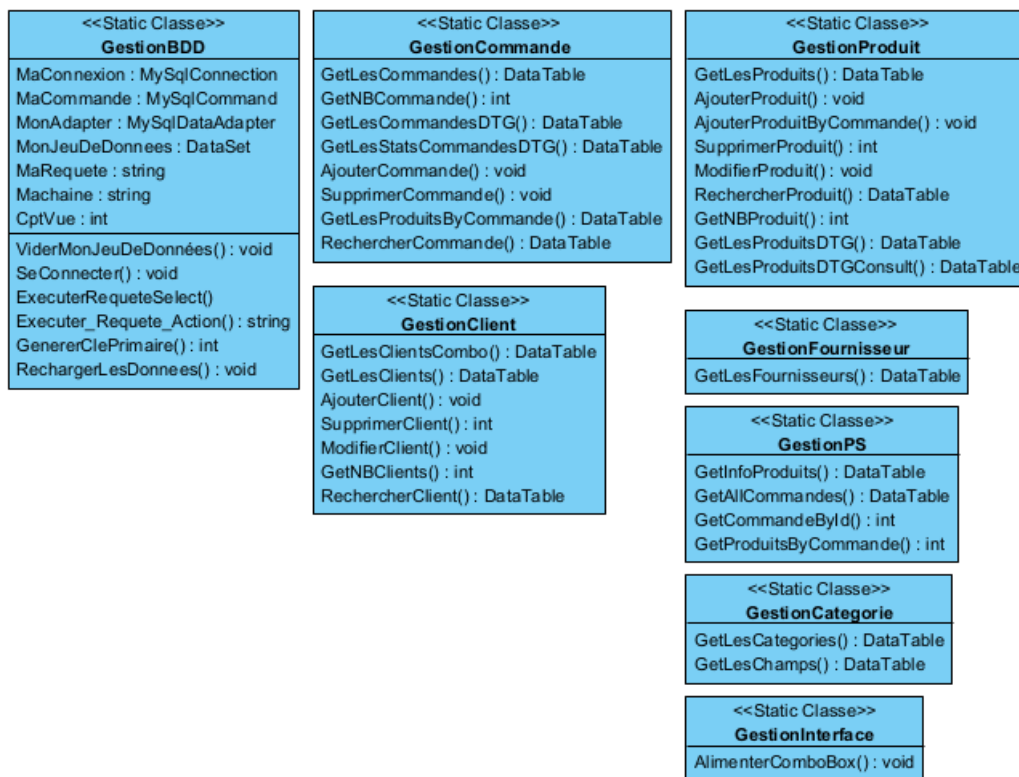 <<Static Classe>>
GestionBDD
MaConnexion : MySqlConnection
MaCommande : MySqlCommand
MonAdapter : MySqlDataAdapter
MonJeuDeDonnees : DataSet
MaRequete : string
Machaine : string
CptVue : int
ViderMonJeuDeDonnées() : void
SeConnecter() : void
ExecuterRequeteSelect()
Executer_Requete_Action() : string
GenererClePrimaire() : int
RechargerLesDonnees() : void
<<Static Classe>>
GestionCommande
GetLesCommandes() : DataTable
GetNBCommande() : int
GetLesCommandesDTG() : DataTable
GetLesStatsCommandesDTG() : DataTable
AjouterCommande() : void
SupprimerCommande() : void
GetLesProduitsByCommande() : DataTable
RechercherCommande() : DataTable
<<Static Classe>>
GestionClient
GetLesClientsCombo() : DataTable
GetLesClients() : DataTable
AjouterClient() : void
SupprimerClient() : int
ModifierClient() : void
GetNBClients() : int
RechercherClient() : DataTable
<<Static Classe>>
GestionProduit
GetLesProduits() : DataTable
AjouterProduit() : void
AjouterProduitByCommande() : void
SupprimerProduit() : int
ModifierProduit() : void
RechercherProduit() : DataTable
GetNBProduit() : int
GetLesProduitsDTG() : DataTable
GetLesProduitsDTGConsult() : DataTable
<<Static Classe>>
GestionFournisseur
GetLesFournisseurs() : DataTable
<<Static Classe>>
GestionPS
GetInfoProduits() : DataTable
GetAllCommandes() : DataTable
GetCommandeById() : int
GetProduitsByCommande() : int
<<Static Classe>>
GestionCategorie
GetLesCategories() : DataTable
GetLesChamps() : DataTable
<<Static Classe>>
GestionInterface
AlimenterComboBox() : void